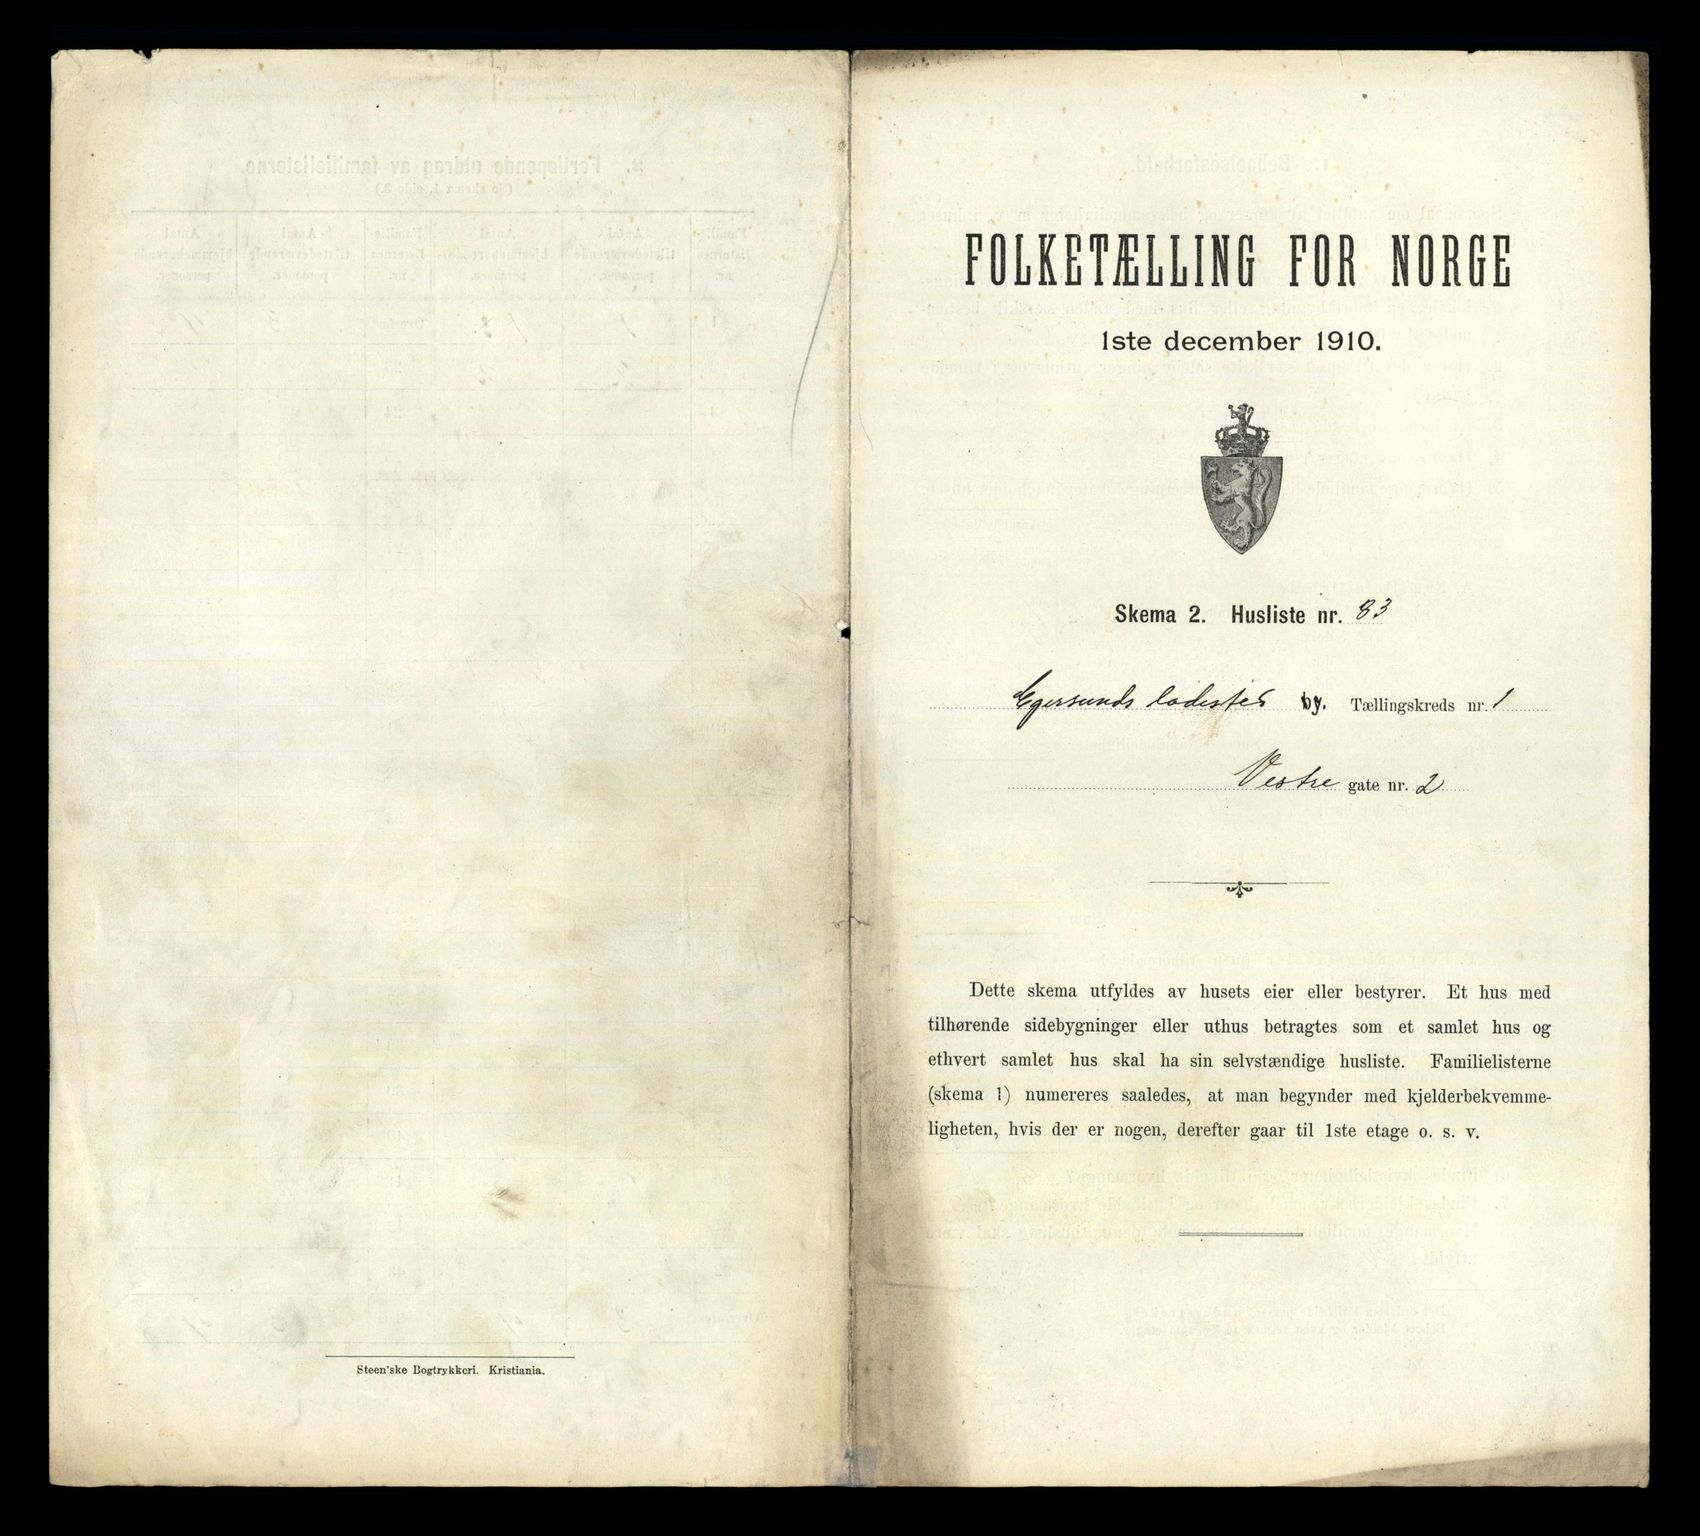 FOLKETÆLLING FOR NORGE
1ste december 1910.
Skema 2. Husliste nr. 83
Egersunds ladested by. Tællingskreds nr. 1
Vestre gate nr. 2
Dette skema utfyldes av husets eier eller bestyrer. Et hus med
tilhørende sidebygninger eller uthus betragtes som et samlet hus og
ethvert samlet hus skal ha sin selvstændige husliste. Familielisterne
(skema 1) numereres saaledes, at man begynder med kjelderbekvemme-
ligheten, hvis der er nogen, derefter gaar til 1ste etage o. s. v.
Steen'ske Bogtrykkeri. Kristiania.